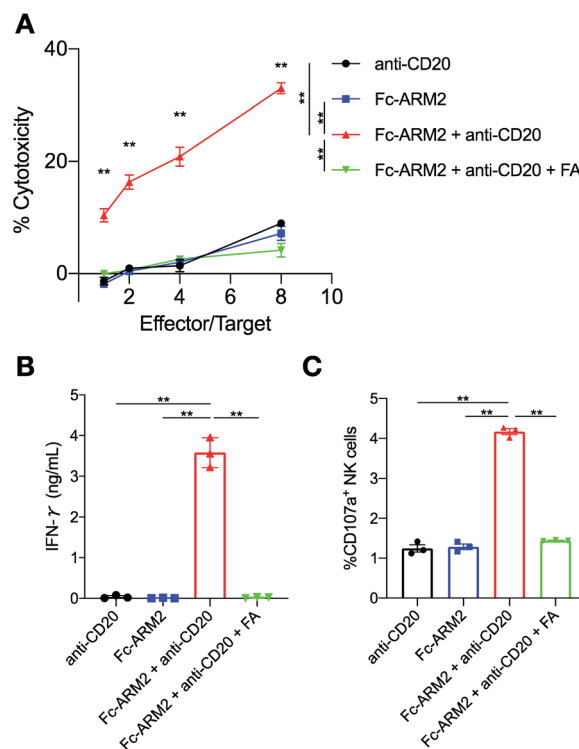 A
% Cytotoxicity
40
20
0
2
4
6
8
10
Effector/Target
**
**
**
**
anti-CD20
Fc-ARM2
Fc-ARM2 + anti-CD20
Fc-ARM2 + anti-CD20 + FA
**
**
**
B
IFN-γ (ng/mL)
5
4
3
2
1
0
**
**
**
anti-CD20
Fc-ARM2
Fc-ARM2 + anti-CD20
Fc-ARM2 + anti-CD20 + FA
C
%CD107a+ NK cells
5
4
3
2
1
0
**
**
**
anti-CD20
Fc-ARM2
Fc-ARM2 + anti-CD20
Fc-ARM2 + anti-CD20 + FA